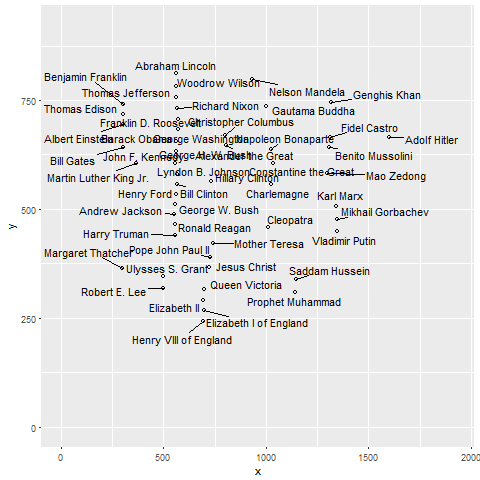 Abraham Lincoln
Benjamin Franklin
Woodrow Wilson
Thomas Jefferson
Nelson Mandela
Genghis Khan
Richard Nixon
Thomas Edison
Gautama Buddha
Franklin D. Roosevelt
Christopher Columbus
Fidel Castro
Albert Einstein
Barack Obama
George Washington
Napoleon Bonaparte
Adolf Hitler
John F. Kennedy
George H. W. Bush
Alexander the Great
Benito Mussolini
Bill Gates
Martin Luther King Jr.
Lyndon B. Johnson
Constantine the Great
Mao Zedong
Hillary Clinton
Henry Ford
Bill Clinton
Charlemagne
Karl Marx
Andrew Jackson
George W. Bush
Mikhail Gorbachev
Cleopatra
Harry Truman
Ronald Reagan
Vladimir Putin
Mother Teresa
Margaret Thatcher
Pope John Paul II
Ulysses S. Grant
Jesus Christ
Saddam Hussein
Robert E. Lee
Queen Victoria
Prophet Muhammad
Elizabeth II
Elizabeth I of England
Henry VIII of England
750
500
250
0
y
0
500
1000
1500
2000
x